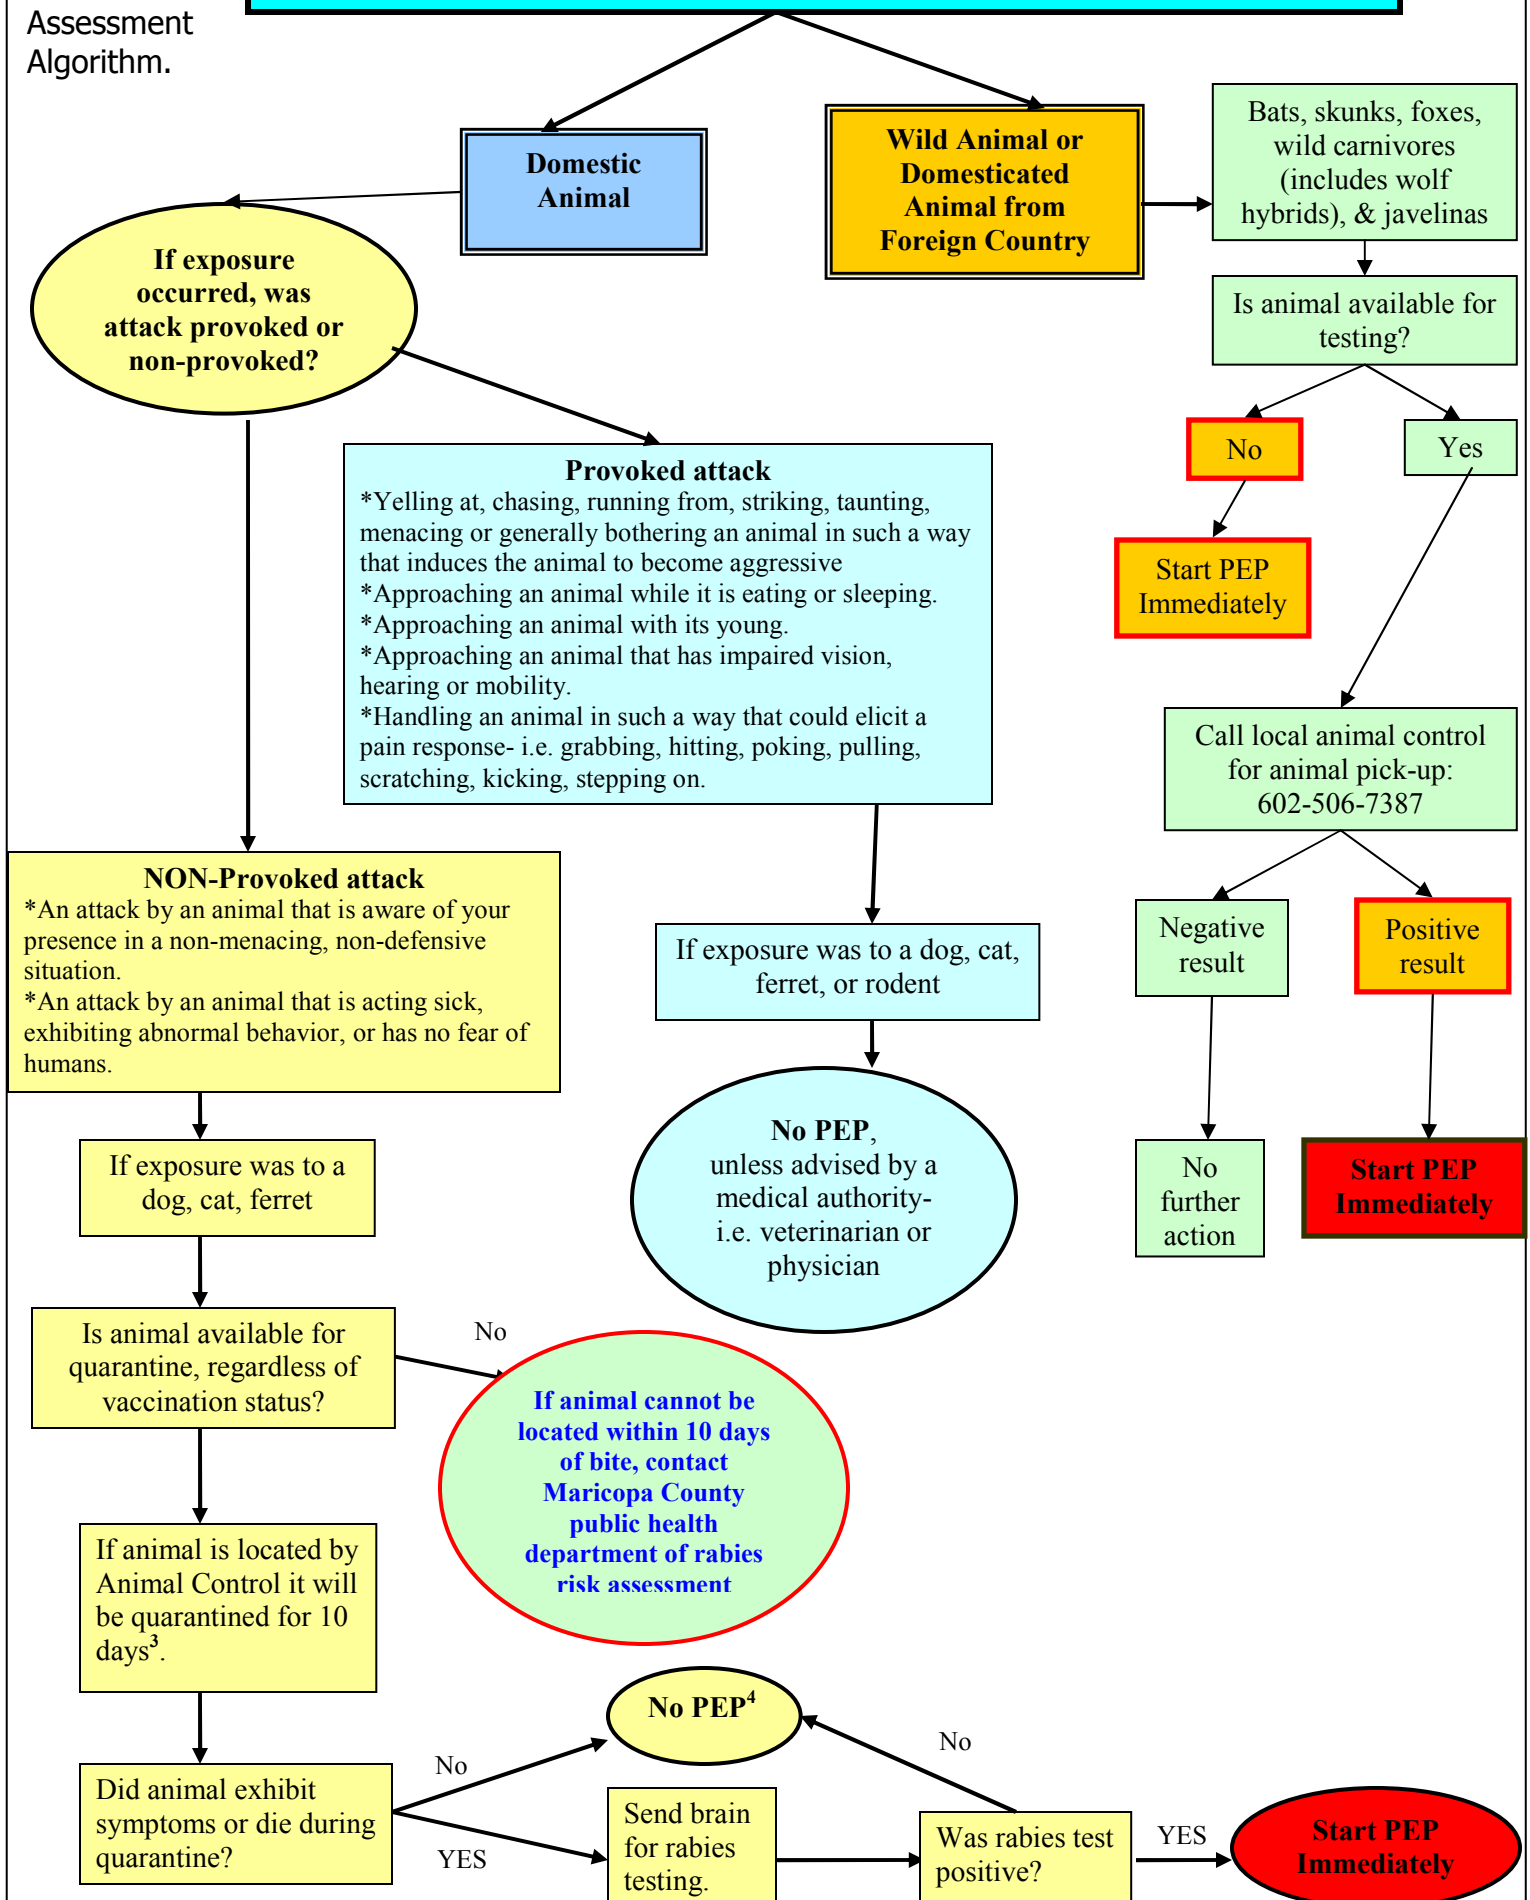 Assessment
Algorithm.
Domestic
Animal
Wild Animal or
Domesticated
Animal from
Foreign Country
Bats, skunks, foxes,
wild carnivores
(includes wolf
hybrids), & javelinas
If exposure
occurred, was
attack provoked or
non-provoked?
Is animal available for
testing?
No
Yes
Start PEP
Immediately
Provoked attack
*Yelling at, chasing, running from, striking, taunting,
menacing or generally bothering an animal in such a way
that induces the animal to become aggressive
*Approaching an animal while it is eating or sleeping.
*Approaching an animal with its young.
*Approaching an animal that has impaired vision,
hearing or mobility.
*Handling an animal in such a way that could elicit a
pain response- i.e. grabbing, hitting, poking, pulling,
scratching, kicking, stepping on.
Call local animal control
for animal pick-up:
602-506-7387
NON-Provoked attack
*An attack by an animal that is aware of your
presence in a non-menacing, non-defensive
situation.
*An attack by an animal that is acting sick,
exhibiting abnormal behavior, or has no fear of
humans.
If exposure was to a dog, cat,
ferret, or rodent
Negative
result
Positive
result
No PEP,
unless advised by a
medical authority-
i.e. veterinarian or
physician
No
further
action
Start PEP
Immediately
If exposure was to a
dog, cat, ferret
Is animal available for
quarantine, regardless of
vaccination status?
No
If animal cannot be
located within 10 days
of bite, contact
Maricopa County
public health
department of rabies
risk assessment
If animal is located by
Animal Control it will
be quarantined for 10
days³.
No PEP⁴
No
No
Did animal exhibit
symptoms or die during
quarantine?
YES
Send brain
for rabies
testing.
Was rabies test
positive?
YES
Start PEP
Immediately